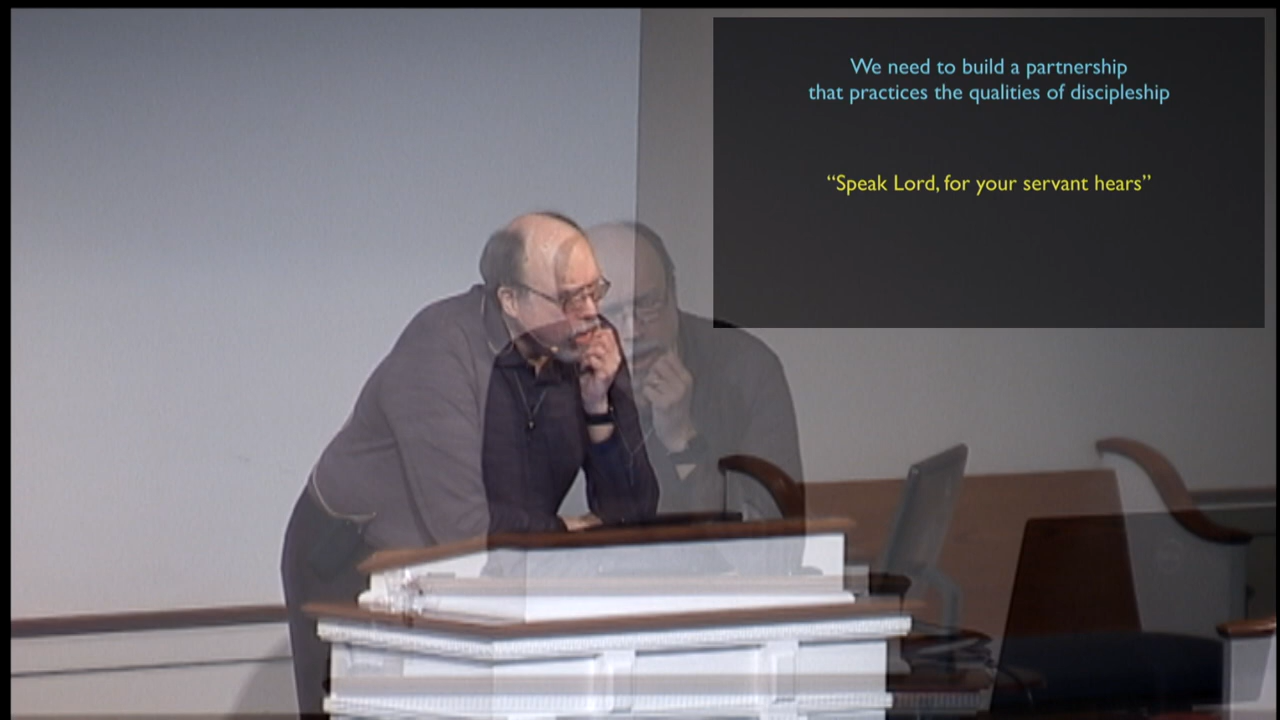 We need to build a partnership
that practices the qualities of discipleship
“Speak Lord, for your servant hears”